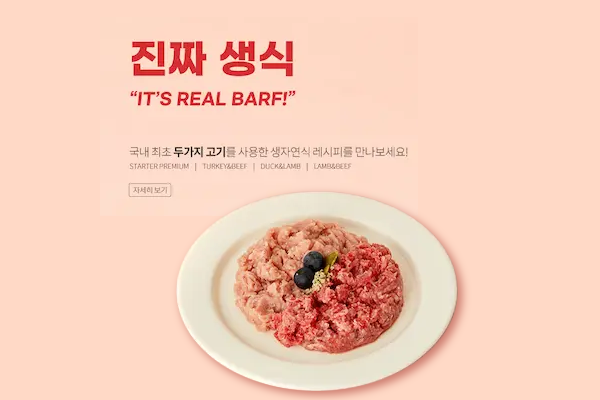 진짜 생식
“IT’S REAL BARF!”
국내 최초 두가지 고기를 사용한 생자연식 레시피를 만나보세요!
STARTER PREMIUM | TURKEY&BEEF | DUCK&LAMB | LAMB&BEEF
자세히 보기